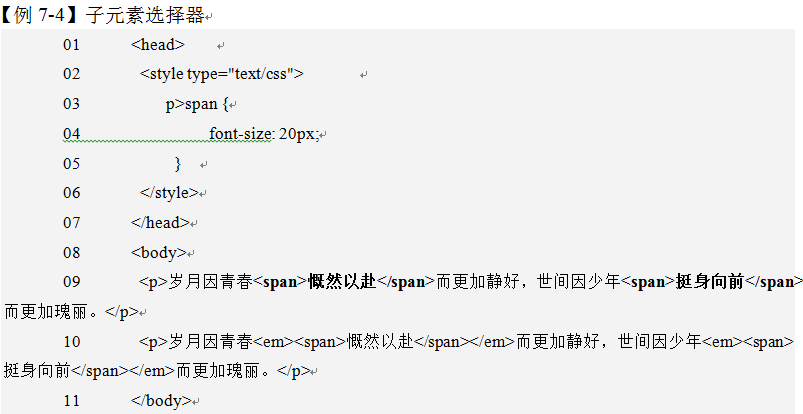 【例 7-4】子元素选择器
01 <head>
02 <style type="text/css">
03 p>span {
04 font-size: 20px;
05 }
06 </style>
07 </head>
08 <body>
09 <p>岁月因青春<span>慨然以赴</span>而更加静好，世间因少年<span>挺身向前</span>
而更加瑰丽。</p>
10 <p>岁月因青春<em><span>慨然以赴</span></em>而更加静好，世间因少年<em><span>
挺身向前</span></em>而更加瑰丽。</p>
11 </body>